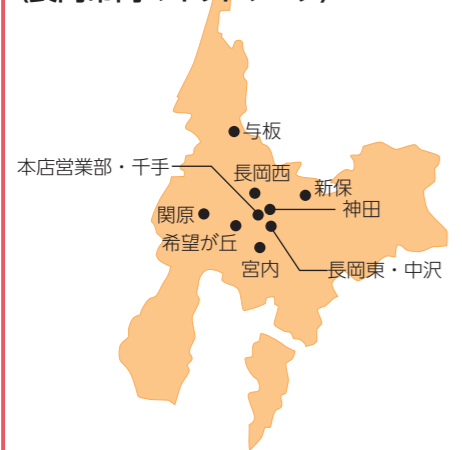 与板
本店営業部・千手
長岡西
新保
関原
神田
希望が丘
宮内
長岡東・中沢